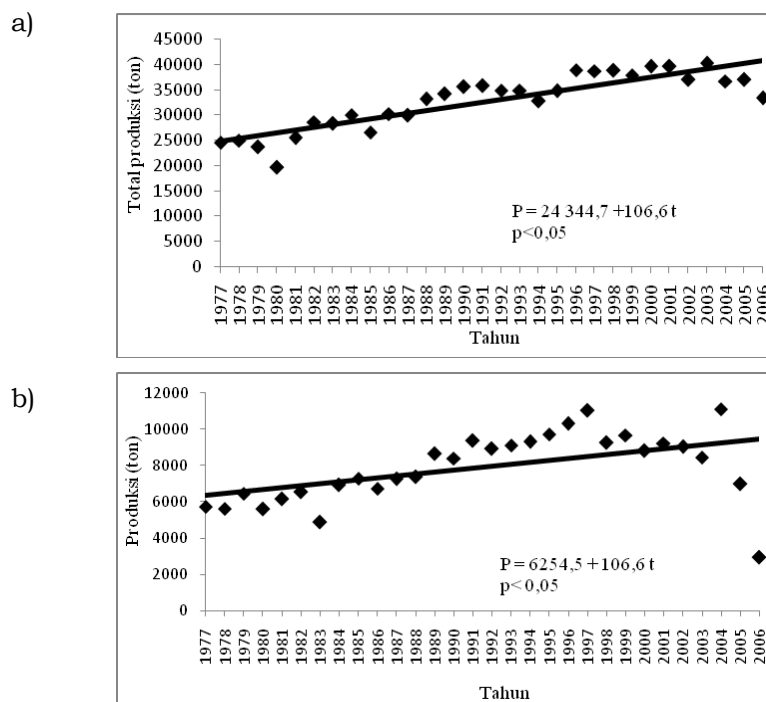 a)
Total produksi (ton)
45000
40000
35000
30000
25000
20000
15000
10000
5000
0
P = 24 344,7 +106,6 t
p<0,05
1977 1978 1979 1980 1981 1982 1983 1984 1985 1986 1987 1988 1989 1990 1991 1992 1993 1994 1995 1996 1997 1998 1999 2000 2001 2002 2003 2004 2005 2006
Tahun
b)
Produksi (ton)
12000
10000
8000
6000
4000
2000
0
P = 6254,5 + 106,6 t
p<0,05
1977 1978 1979 1980 1981 1982 1983 1984 1985 1986 1987 1988 1989 1990 1991 1992 1993 1994 1995 1996 1997 1998 1999 2000 2001 2002 2003 2004 2005 2006
Tahun